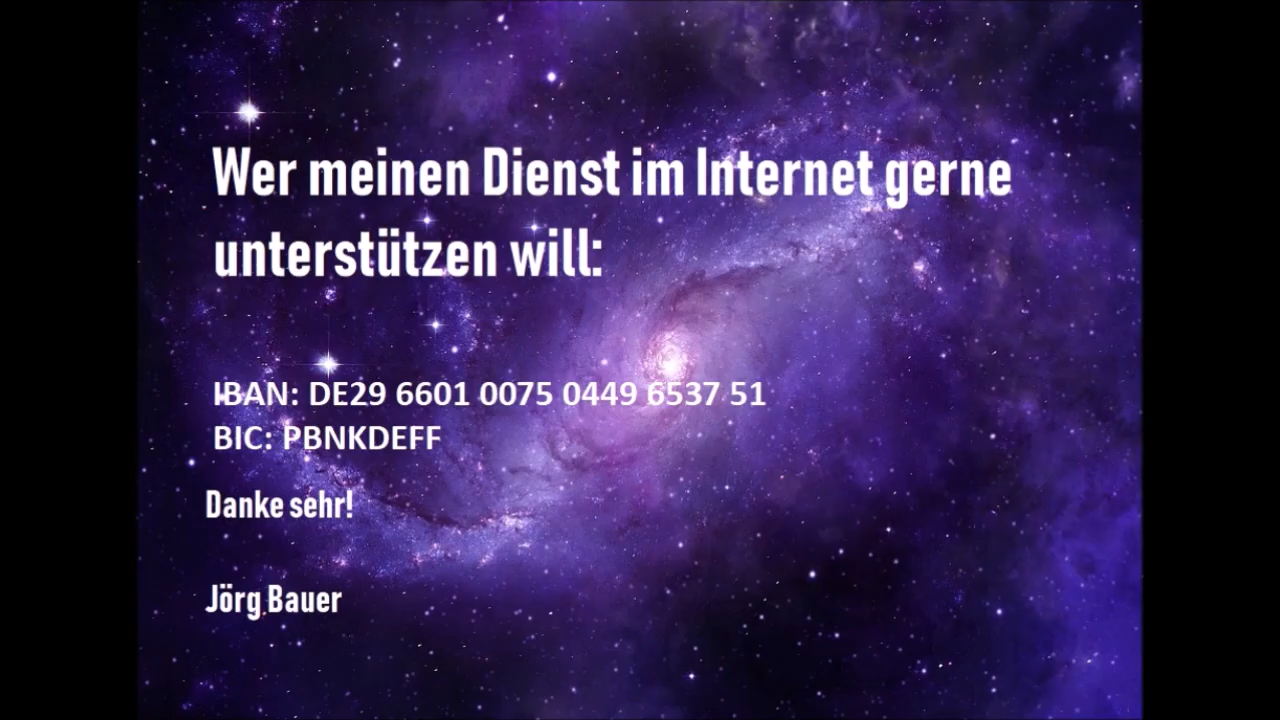 Wer meinen Dienst im Internet gerne
unterstützen will:
IBAN: DE29 6601 0075 0449 6537 51
BIC: PBNKDEFF
Danke sehr!
Jörg Bauer